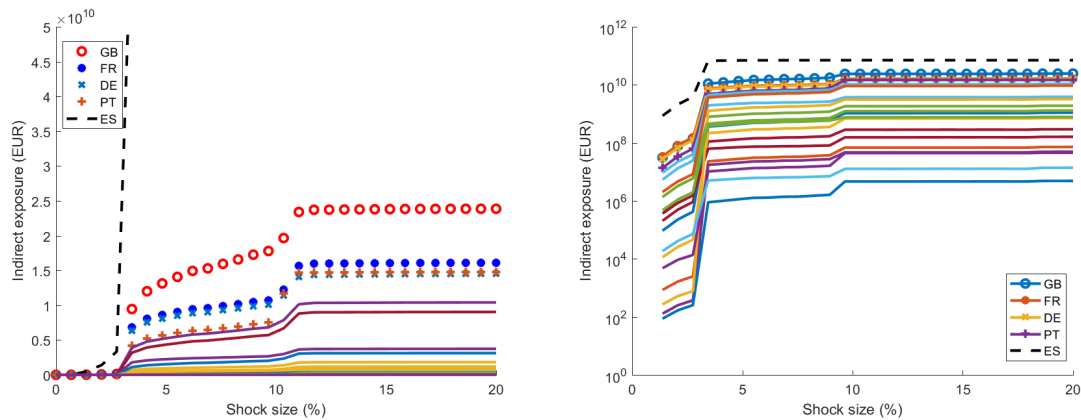 ×10^10
5
4.5
4
3.5
3
2.5
2
1.5
1
0.5
0
0 5 10 15 20
Indirect exposure (EUR)
Shock size (%)
GB
FR
DE
PT
ES
10^12
10^10
10^8
10^6
10^4
10^2
10^0
5 10 15 20
Indirect exposure (EUR)
Shock size (%)
GB
FR
DE
PT
ES